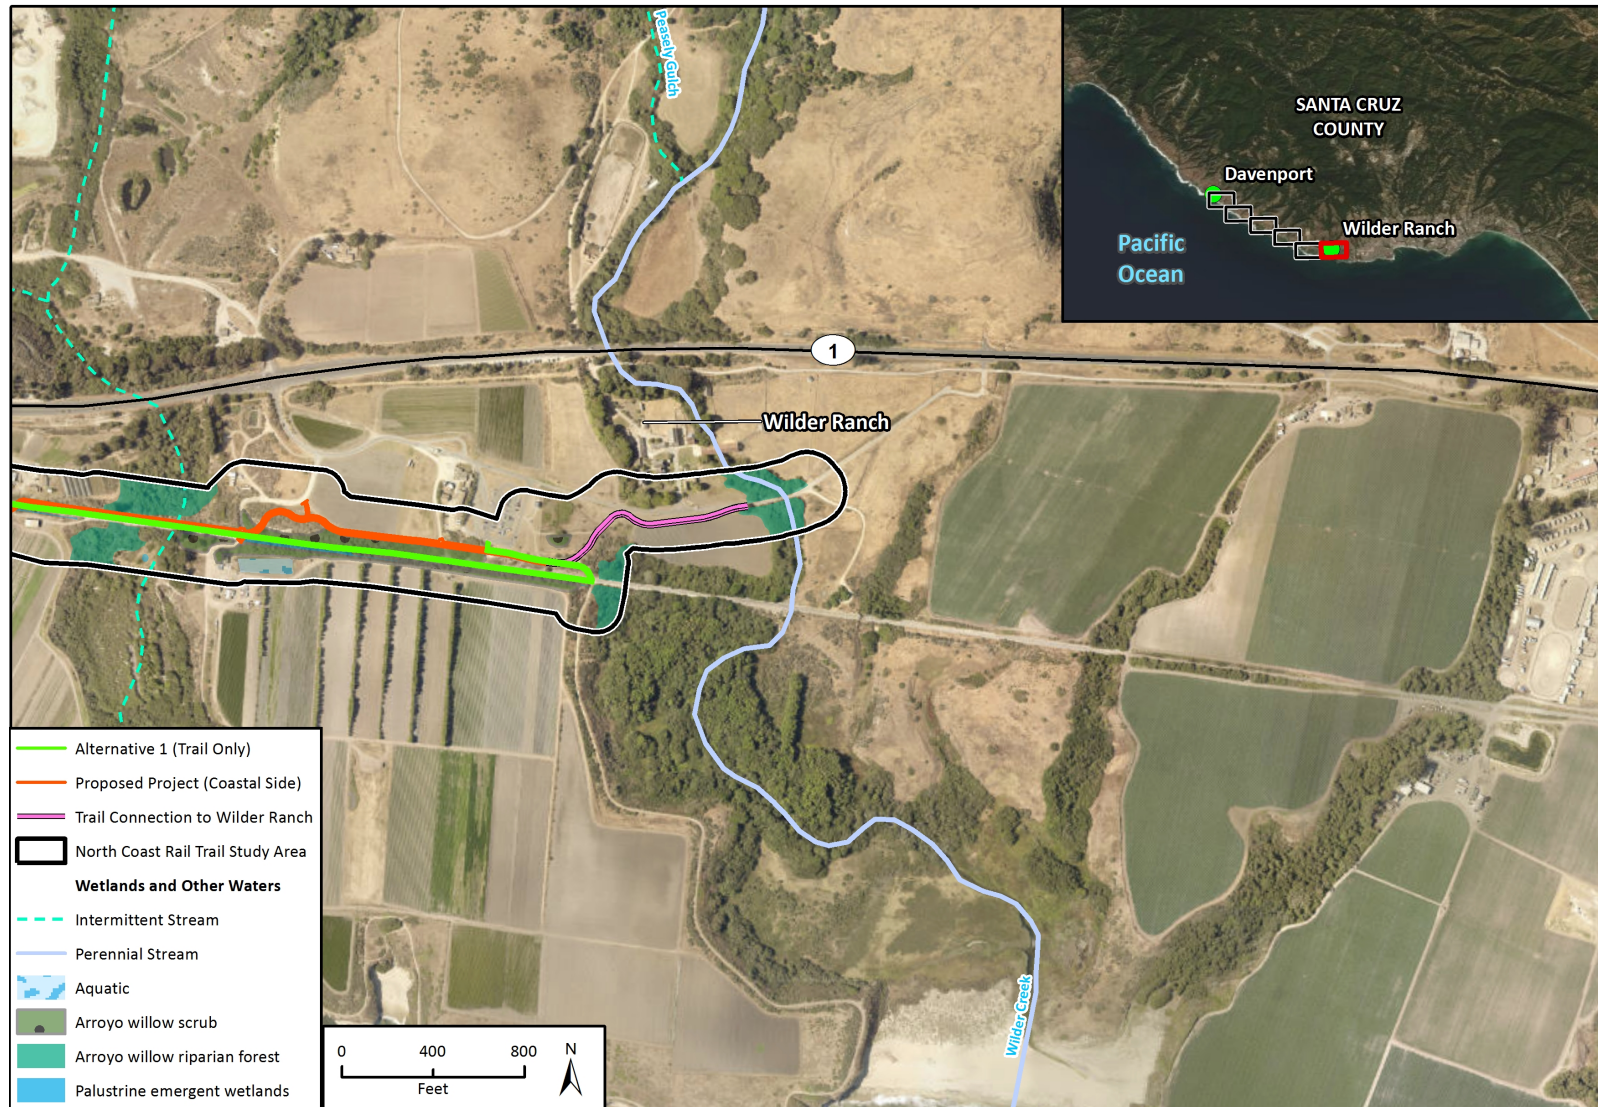 Peasely Gulch
SANTA CRUZ
COUNTY
Davenport
Wilder Ranch
Pacific
Ocean
1
Wilder Ranch
Alternative 1 (Trail Only)
Proposed Project (Coastal Side)
Trail Connection to Wilder Ranch
North Coast Rail Trail Study Area
Wetlands and Other Waters
Intermittent Stream
Perennial Stream
Aquatic
Arroyo willow scrub
Arroyo willow riparian forest
Palustrine emergent wetlands
0 400 800
Feet
N
Wilder Creek